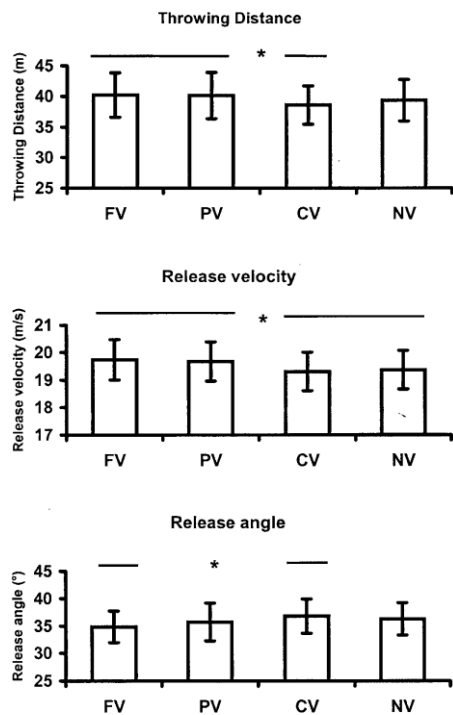 Throwing Distance
*
Throwing Distance (m)
45
40
35
30
25
FV PV CV NV
Release velocity
*
Release velocity (m/s)
21
20
19
18
17
FV PV CV NV
Release angle
*
Release angle (°)
45
40
35
30
25
FV PV CV NV